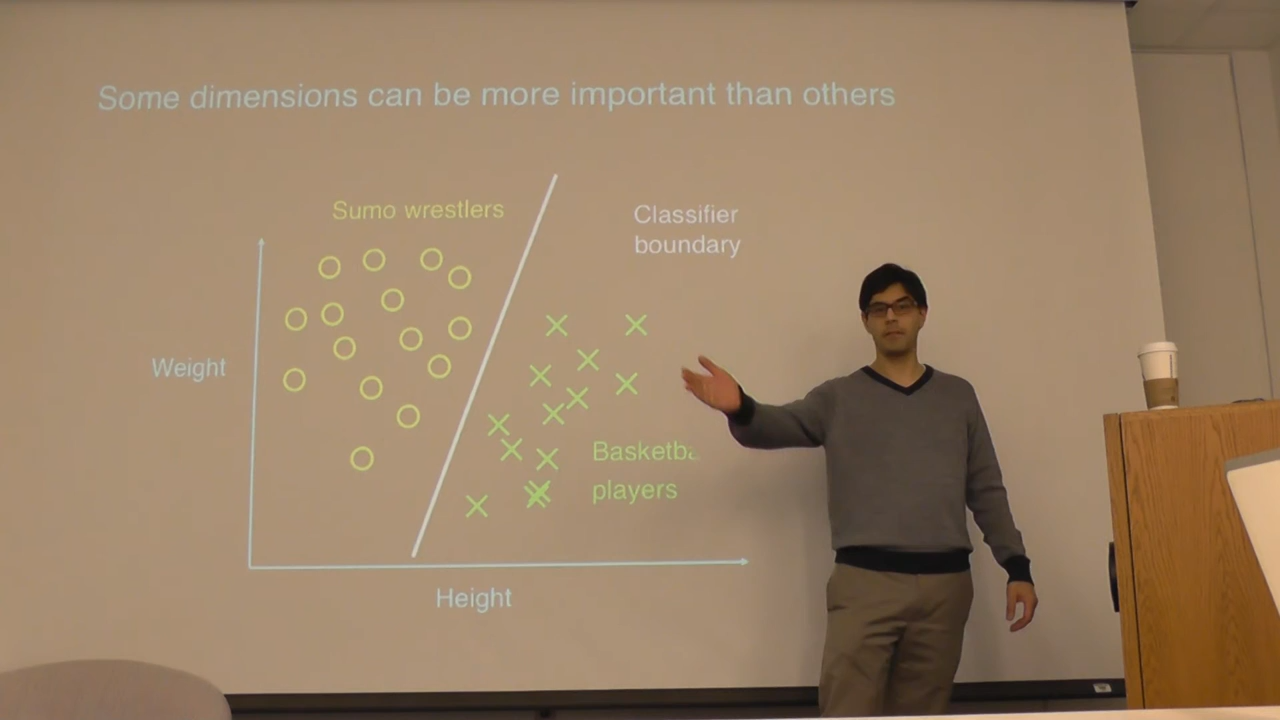 Some dimensions can be more important than others
Sumo wrestlers
Classifier
boundary
Weight
players
Height